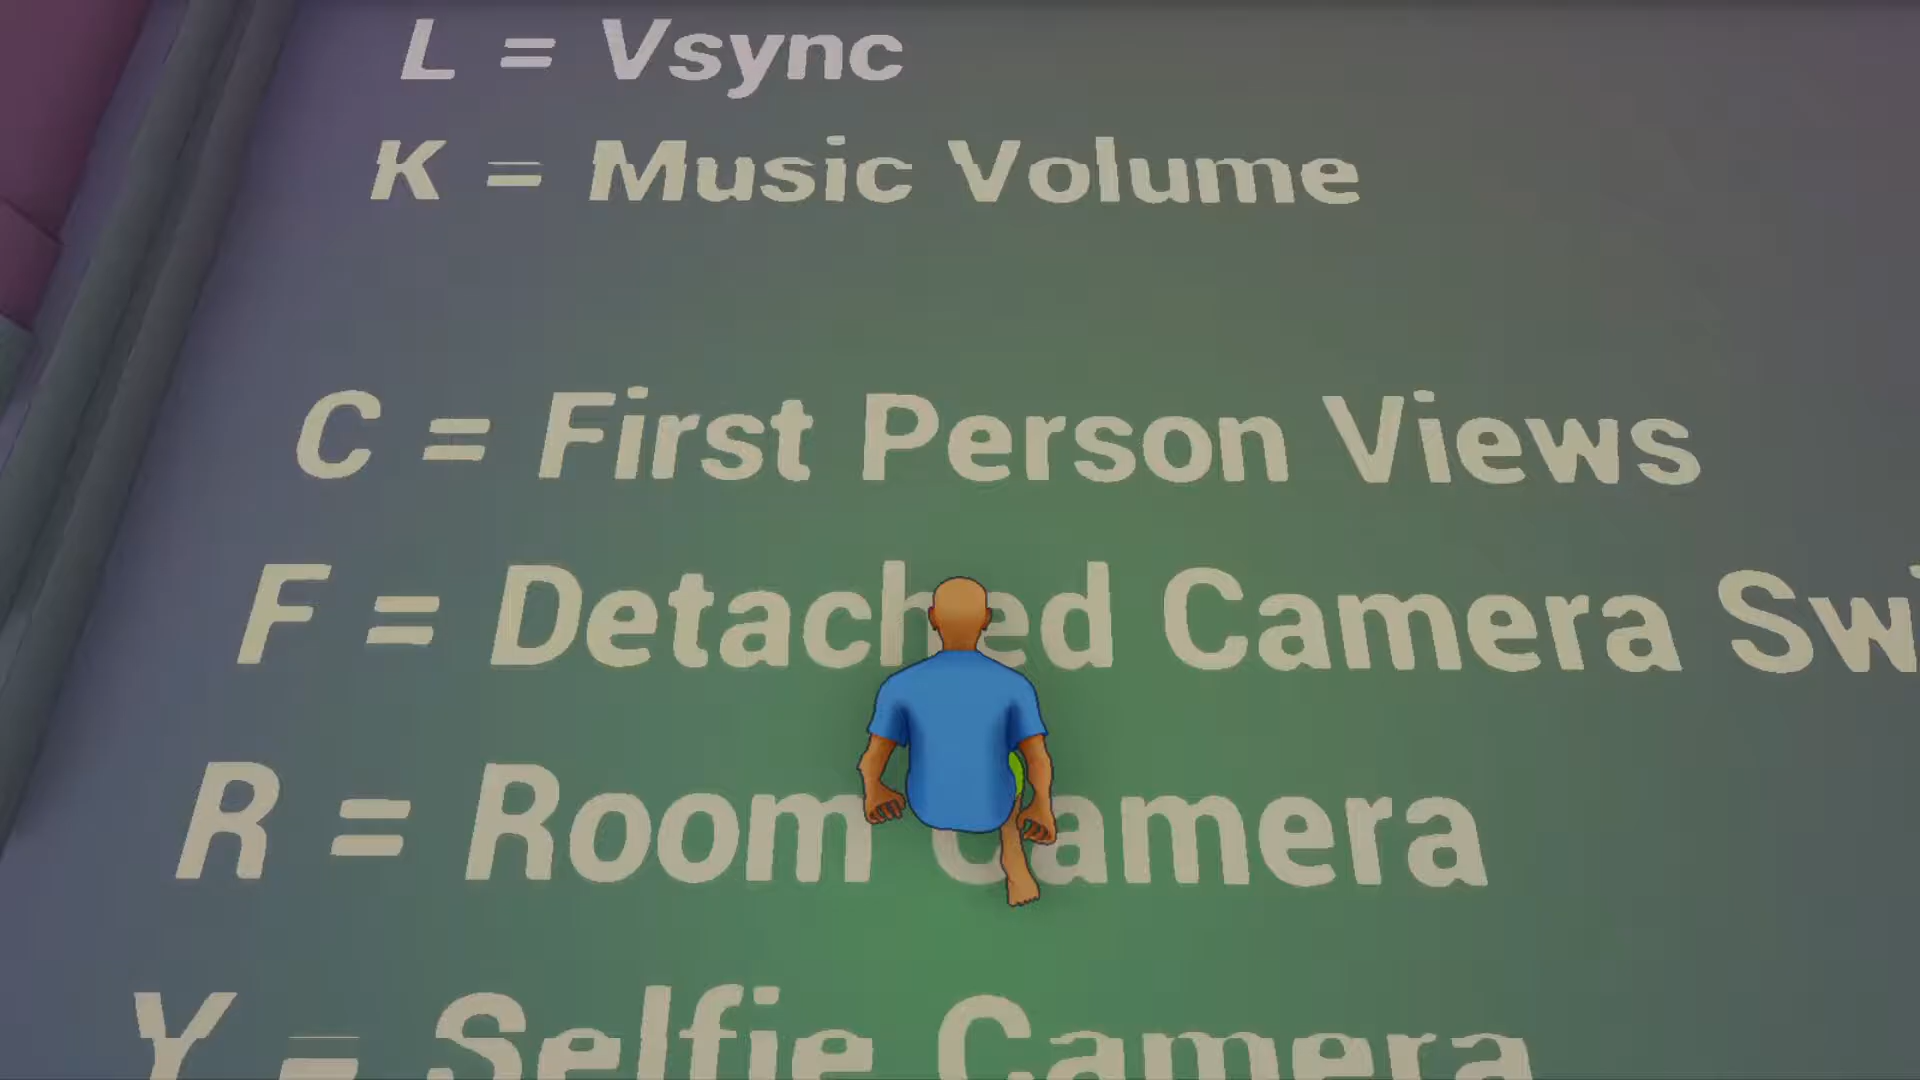 L = Vsync
K = Music Volume
C = First Person Views
F = Detached Camera
R = Room Camera
Y = Selfie Camera